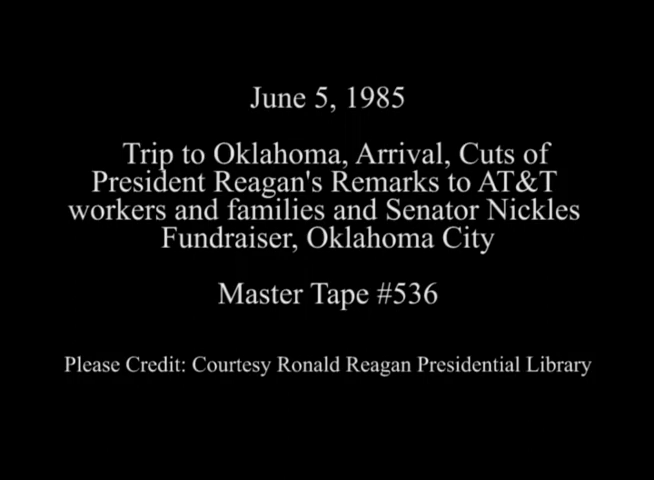 June 5, 1985
Trip to Oklahoma, Arrival, Cuts of
President Reagan's Remarks to AT&T
workers and families and Senator Nickles
Fundraiser, Oklahoma City
Master Tape #536
Please Credit: Courtesy Ronald Reagan Presidential Library